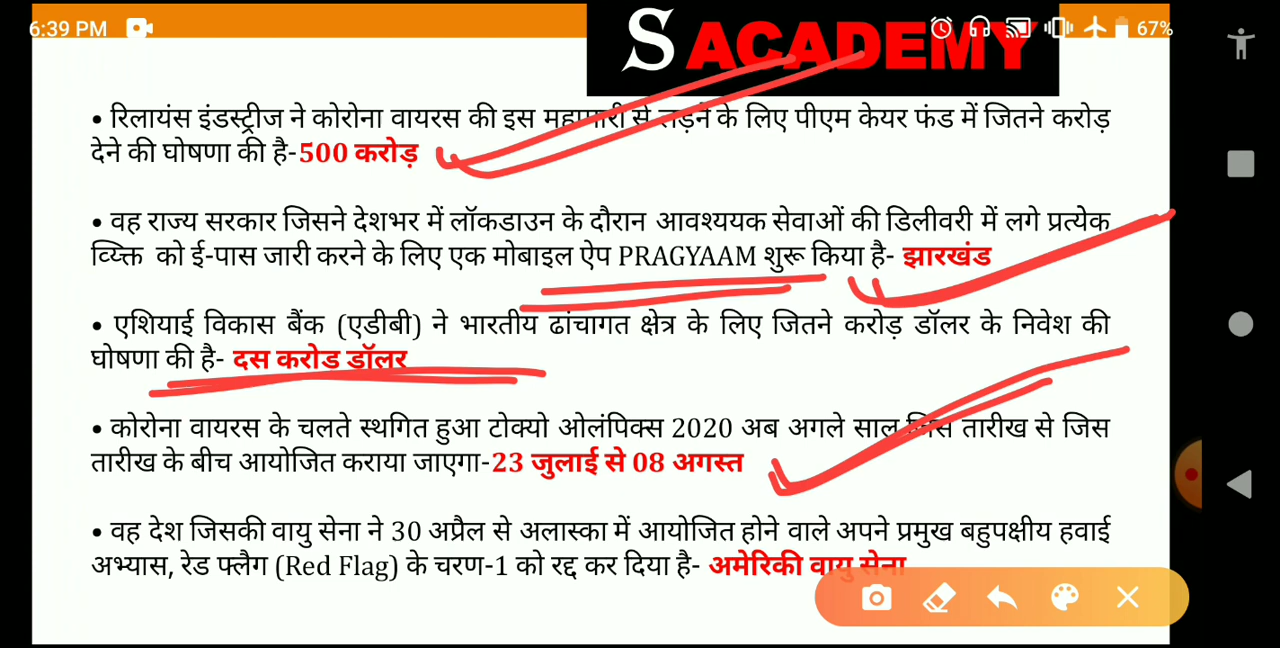 6:39 PM
67%
S ACADEMY
• रिलायंस इंडस्ट्रीज ने कोरोना वायरस की इस महामारी से लड़ने के लिए पीएम केयर फंड में जितने करोड़
देने की घोषणा की है-500 करोड़
• वह राज्य सरकार जिसने देशभर में लॉकडाउन के दौरान आवश्ययक सेवाओं की डिलीवरी में लगे प्रत्येक
व्य्क्ति को ई-पास जारी करने के लिए एक मोबाइल ऐप PRAGYAAM शुरू किया है- झारखंड
• एशियाई विकास बैंक (एडीबी) ने भारतीय ढांचागत क्षेत्र के लिए जितने करोड़ डॉलर के निवेश की
घोषणा की है- दस करोड डॉलर
• कोरोना वायरस के चलते स्थगित हुआ टोक्यो ओलंपिक्स 2020 अब अगले साल जिस तारीख से जिस
तारीख के बीच आयोजित कराया जाएगा-23 जुलाई से 08 अगस्त
• वह देश जिसकी वायु सेना ने 30 अप्रैल से अलास्का में आयोजित होने वाले अपने प्रमुख बहुपक्षीय हवाई
अभ्यास, रेड फ्लैग (Red Flag) के चरण-1 को रद्द कर दिया है- अमेरिकी वायु सेना